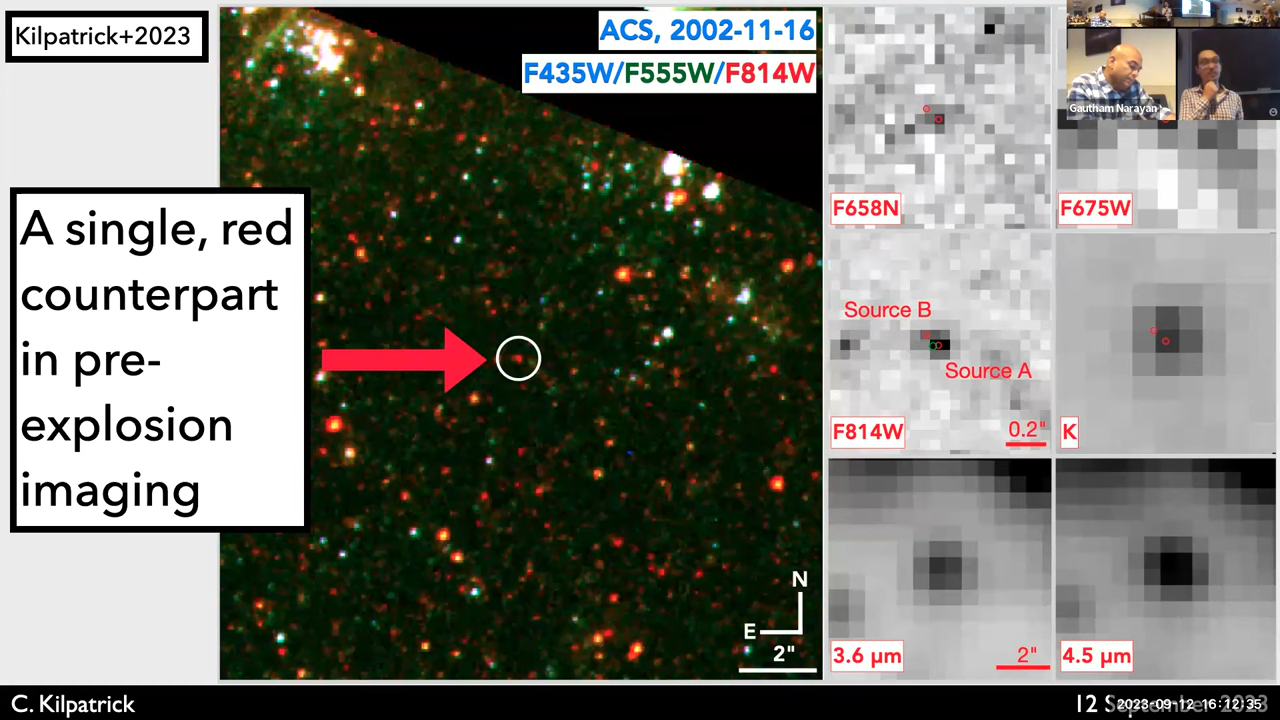 Kilpatrick+2023
ACS, 2002-11-16
F435W/F555W/F814W
A single, red
counterpart
in pre-
explosion
imaging
N
E
2"
F658N
Gautham Narayan
F675W
Source B
Source A
F814W
0.2"
K
3.6 µm
2"
4.5 µm
C. Kilpatrick
12 September 2023
2023-09-12 16:12:35